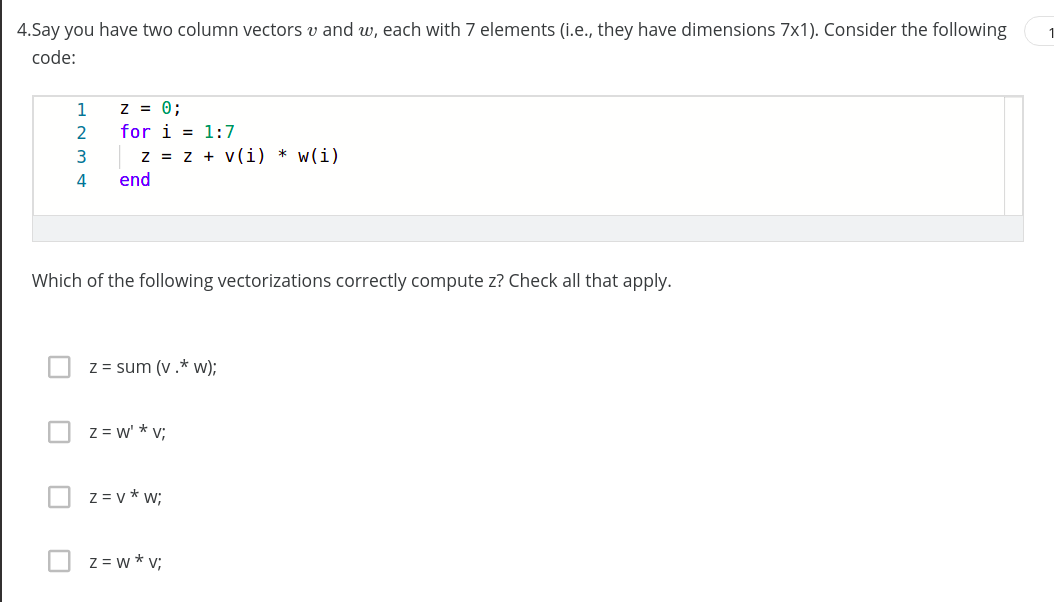 4.Say you have two column vectors v and w, each with 7 elements (i.e., they have dimensions 7x1). Consider the following
1
code:
1 z = 0;
2 for i = 1:7
3 z = z + v(i) * w(i)
4 end
Which of the following vectorizations correctly compute z? Check all that apply.
z = sum (v .* w);
z = w' * v;
z = v * w;
z = w * v;